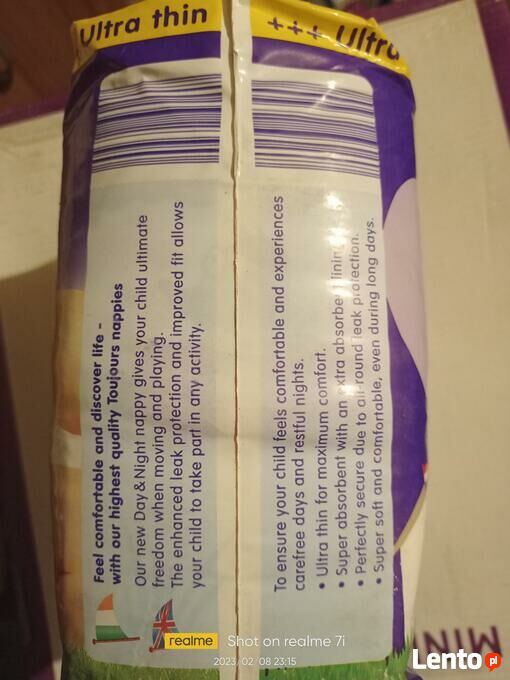 Ultra thin
+++ Ultra
Feel comfortable and discover life –
with our highest quality Toujours nappies
Our new Day & Night nappy gives your child ultimate
freedom when moving and playing.
The enhanced leak protection and improved fit allows
your child to take part in any activity.
To ensure your child feels comfortable and experiences
carefree days and restful nights.
• Ultra thin for maximum comfort.
• Super absorbent with an extra absorbent lining
• Perfectly secure due to all-round leak protection.
• Super soft and comfortable, even during long days.
MINI
realme Shot on realme 7i
2023/02/08 23:15
Lento pl